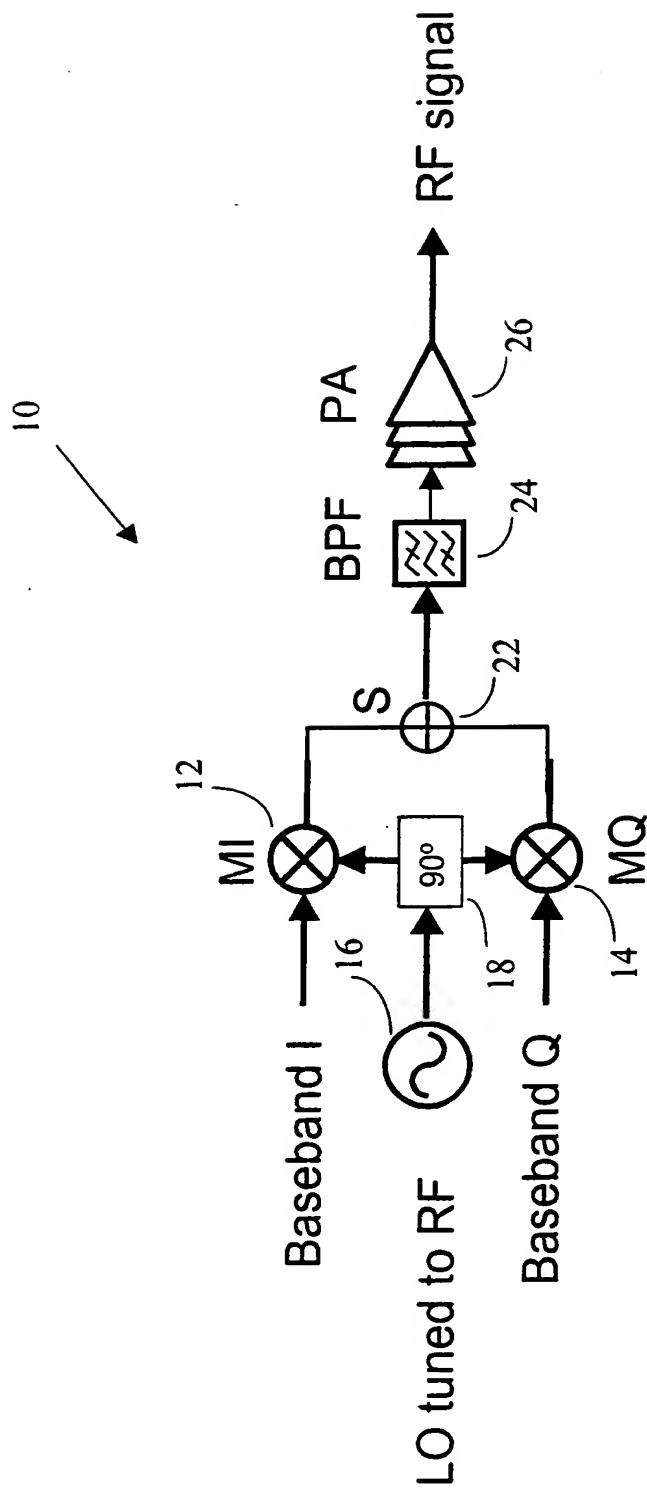 10
Baseband I
MI
12
LO tuned to RF
16
90º
18
Baseband Q
MQ
14
S
22
BPF
24
PA
26
RF signal